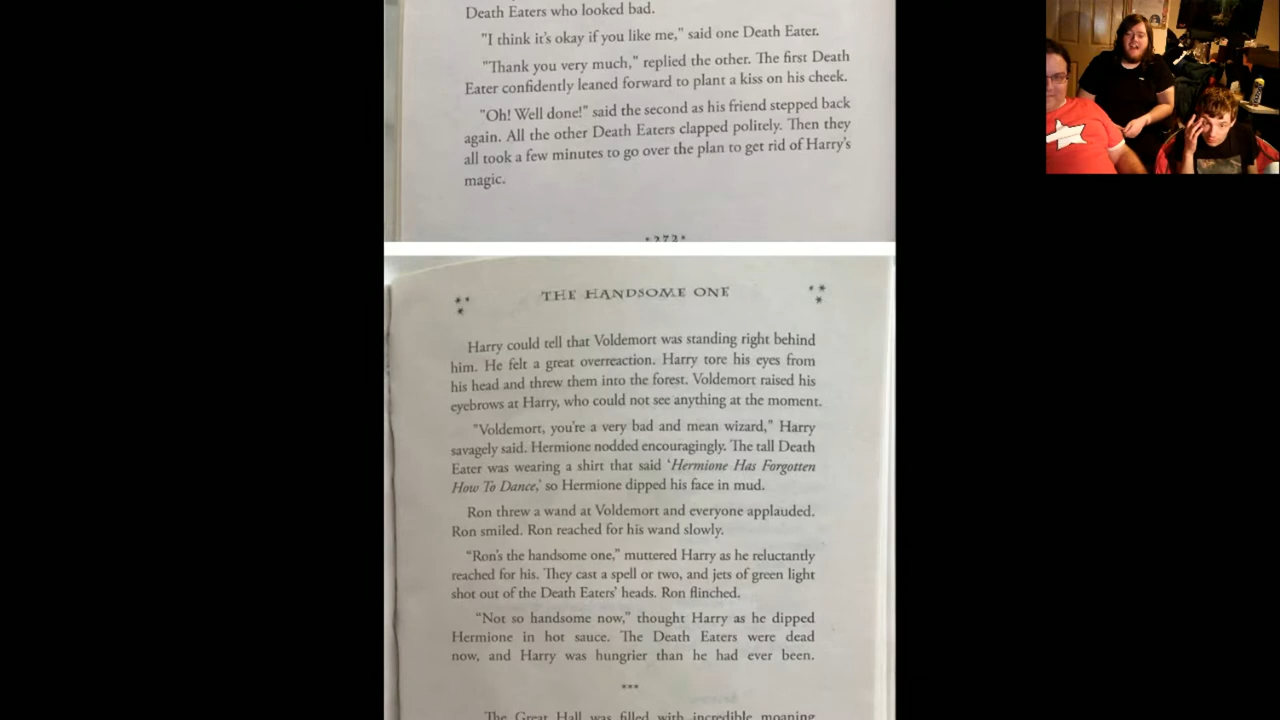 Death Eaters who looked bad.
"I think it's okay if you like me," said one Death Eater.
"Thank you very much," replied the other. The first Death
Eater confidently leaned forward to plant a kiss on his cheek.
"Oh! Well done!" said the second as his friend stepped back
again. All the other Death Eaters clapped politely. Then they
all took a few minutes to go over the plan to get rid of Harry's
magic.
THE HANDSOME ONE
Harry could tell that Voldemort was standing right behind
him. He felt a great overreaction. Harry tore his eyes from
his head and threw them into the forest. Voldemort raised his
eyebrows at Harry, who could not see anything at the moment.
"Voldemort, you're a very bad and mean wizard," Harry
savagely said. Hermione nodded encouragingly. The tall Death
Eater was wearing a shirt that said 'Hermione Has Forgotten
How To Dance,' so Hermione dipped his face in mud.
Ron threw a wand at Voldemort and everyone applauded.
Ron smiled. Ron reached for his wand slowly.
"Ron's the handsome one," muttered Harry as he reluctantly
reached for his. They cast a spell or two, and jets of green light
shot out of the Death Eaters' heads. Ron flinched.
"Not so handsome now," thought Harry as he dipped
Hermione in hot sauce. The Death Eaters were dead
now, and Harry was hungrier than he had ever been.
***
The Great Hall was filled with incredible moaning